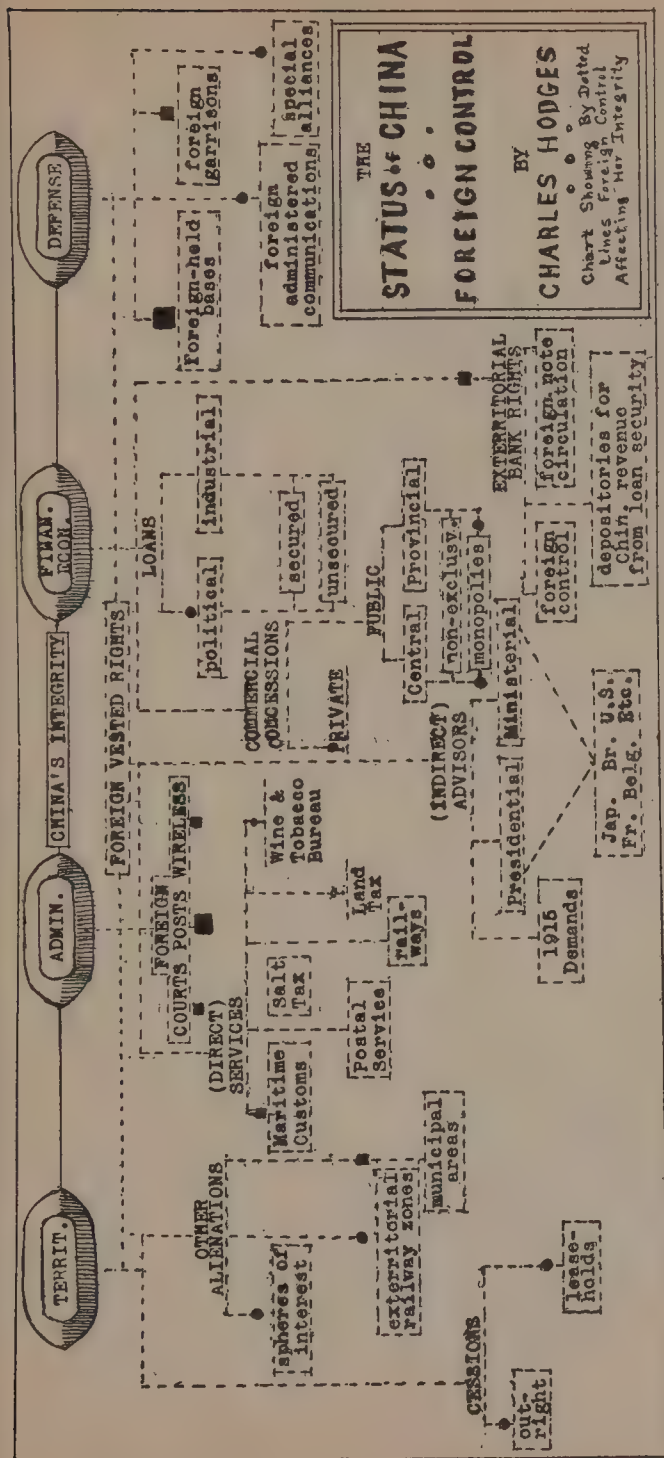 TERRIT.
ADMIN.
CHINA'S INTEGRITY
FINAN.
ECON.
DEFENSE
FOREIGN VESTED RIGHTS
OTHER
ALIENATIONS
spheres of
interest
exterritorial
railway zones
municipal
areas
CESSIONS
out-
right
lease-
holds
FOREIGN
COURTS POSTS WIRELESS
(DIRECT)
SERVICES
Maritime
Customs
Salt
Tax
Wine &
Tobacco
Bureau
Postal
Service
rail-
ways
Land
Tax
(INDIRECT)
ADVISORS
Presidential
Ministerial
1915
Demands
Jap. Br. U.S.
Fr. Belg. Etc.
LOANS
political
industrial
secured
unsecured
COMMERCIAL
CONCESSIONS
PRIVATE
PUBLIC
Central
Provincial
non-exclusv.
monopolies
EXTERRITORIAL
BANK RIGHTS
foreign
control
foreign note
circulation
depositories for
Chin. revenue
from loan security
foreign-held
bases
foreign
garrisons
foreign
administered
communications
special
alliances
THE
STATUS of CHINA
FOREIGN CONTROL
BY
CHARLES HODGES
Chart Showing By Dotted
Lines Foreign Control
Affecting Her Integrity